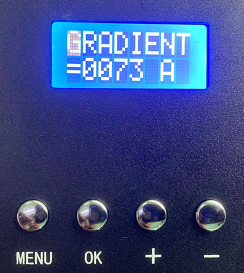 GRADIENT
=0073 A
MENU OK + -